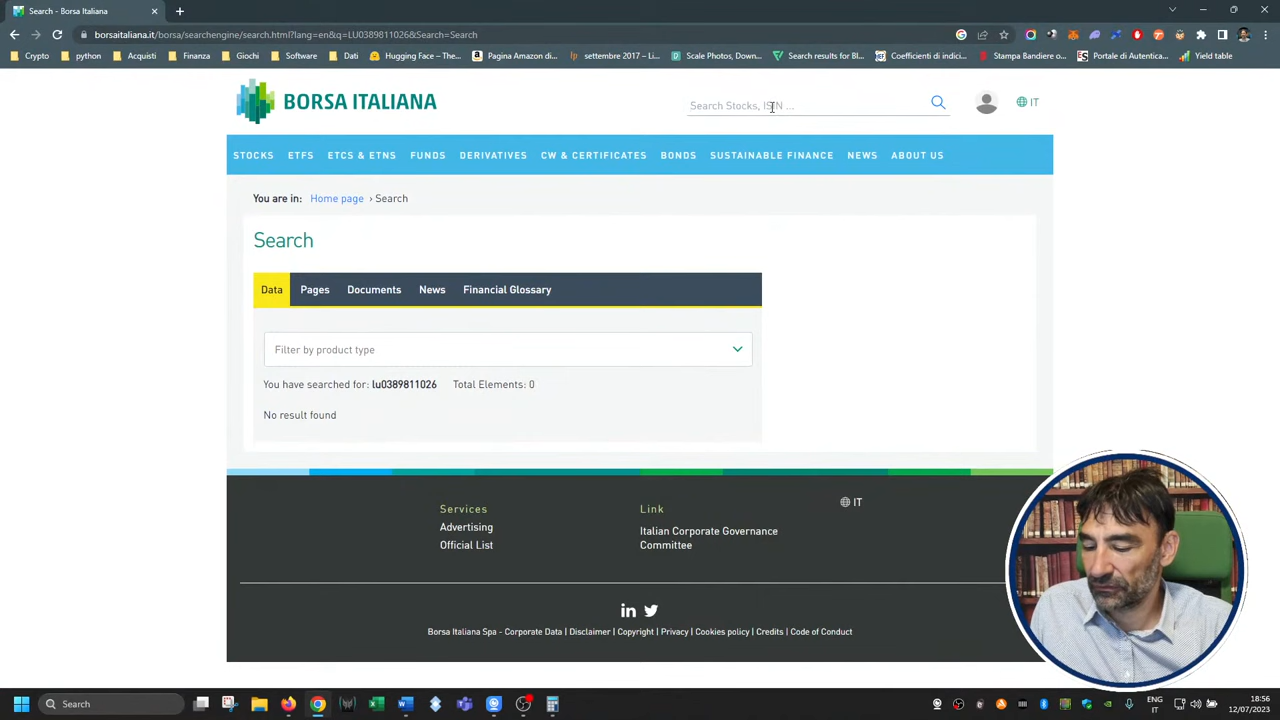 Search - Borsa Italiana
borsaitaliana.it/borsa/searchengine/search.html?lang=en&q=LU0389811026&Search=Search
Crypto
python
Acquisti
Finanza
Giochi
Software
Daily
Hugging Face – The...
Pagina Amazon di...
settembre 2017 – Li...
Scale Photos, Down...
Search results for Bl...
Coefficienti di indici...
Stampa Bandiere o...
Portale di Autentica...
Yield table
BORSA ITALIANA
Search Stocks, ISIN ...
IT
STOCKS ETFS ETCS & ETNS FUNDS DERIVATIVES CW & CERTIFICATES BONDS SUSTAINABLE FINANCE NEWS ABOUT US
You are in: Home page › Search
Search
Data Pages Documents News Financial Glossary
Filter by product type
You have searched for: lu0389811026 Total Elements: 0
No result found
Services
Advertising
Official List
Link
Italian Corporate Governance
Committee
IT
Borsa Italiana Spa - Corporate Data | Disclaimer | Copyright | Privacy | Cookies policy | Credits | Code of Conduct
Search
ENG
IT
18:56
12/07/2023